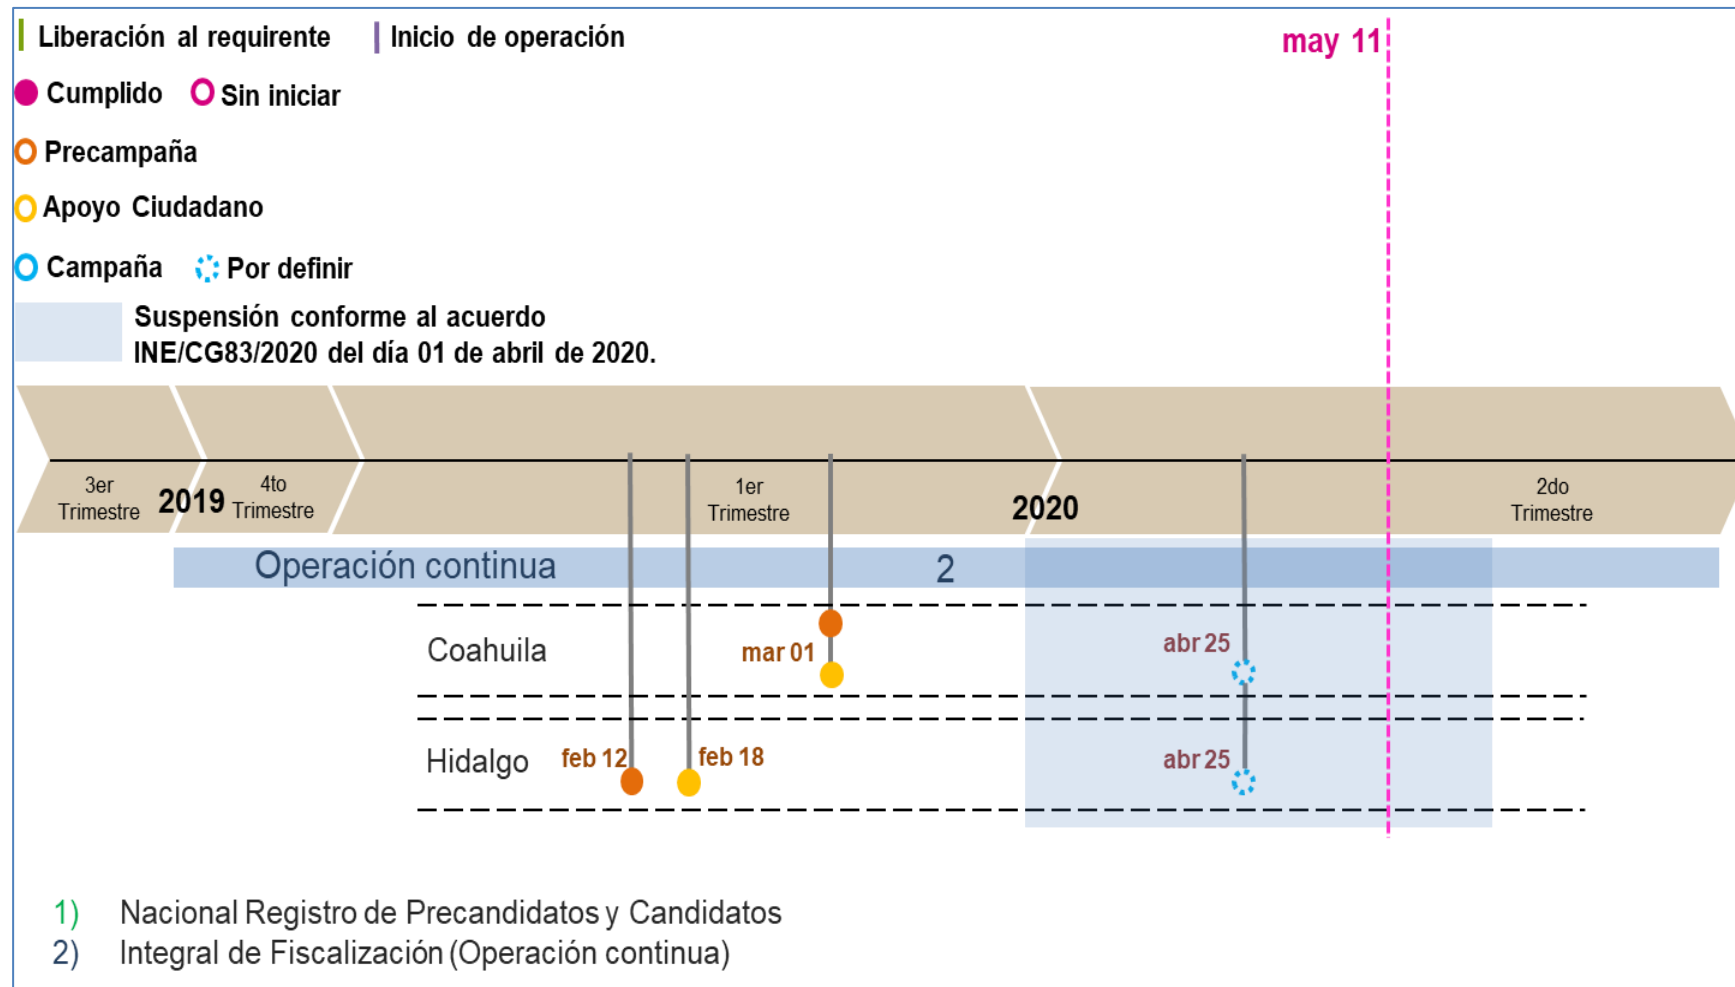 Liberación al requirente
Inicio de operación
may 11
Cumplido
Sin iniciar
Precampaña
Apoyo Ciudadano
Campaña
Por definir
Suspensión conforme al acuerdo
INE/CG83/2020 del día 01 de abril de 2020.
3er
Trimestre
2019
4to
Trimestre
1er
Trimestre
2020
2do
Trimestre
Operación continua
2
Coahuila
mar 01
abr 25
Hidalgo
feb 12
feb 18
abr 25
1) Nacional Registro de Precandidatos y Candidatos
2) Integral de Fiscalización (Operación continua)